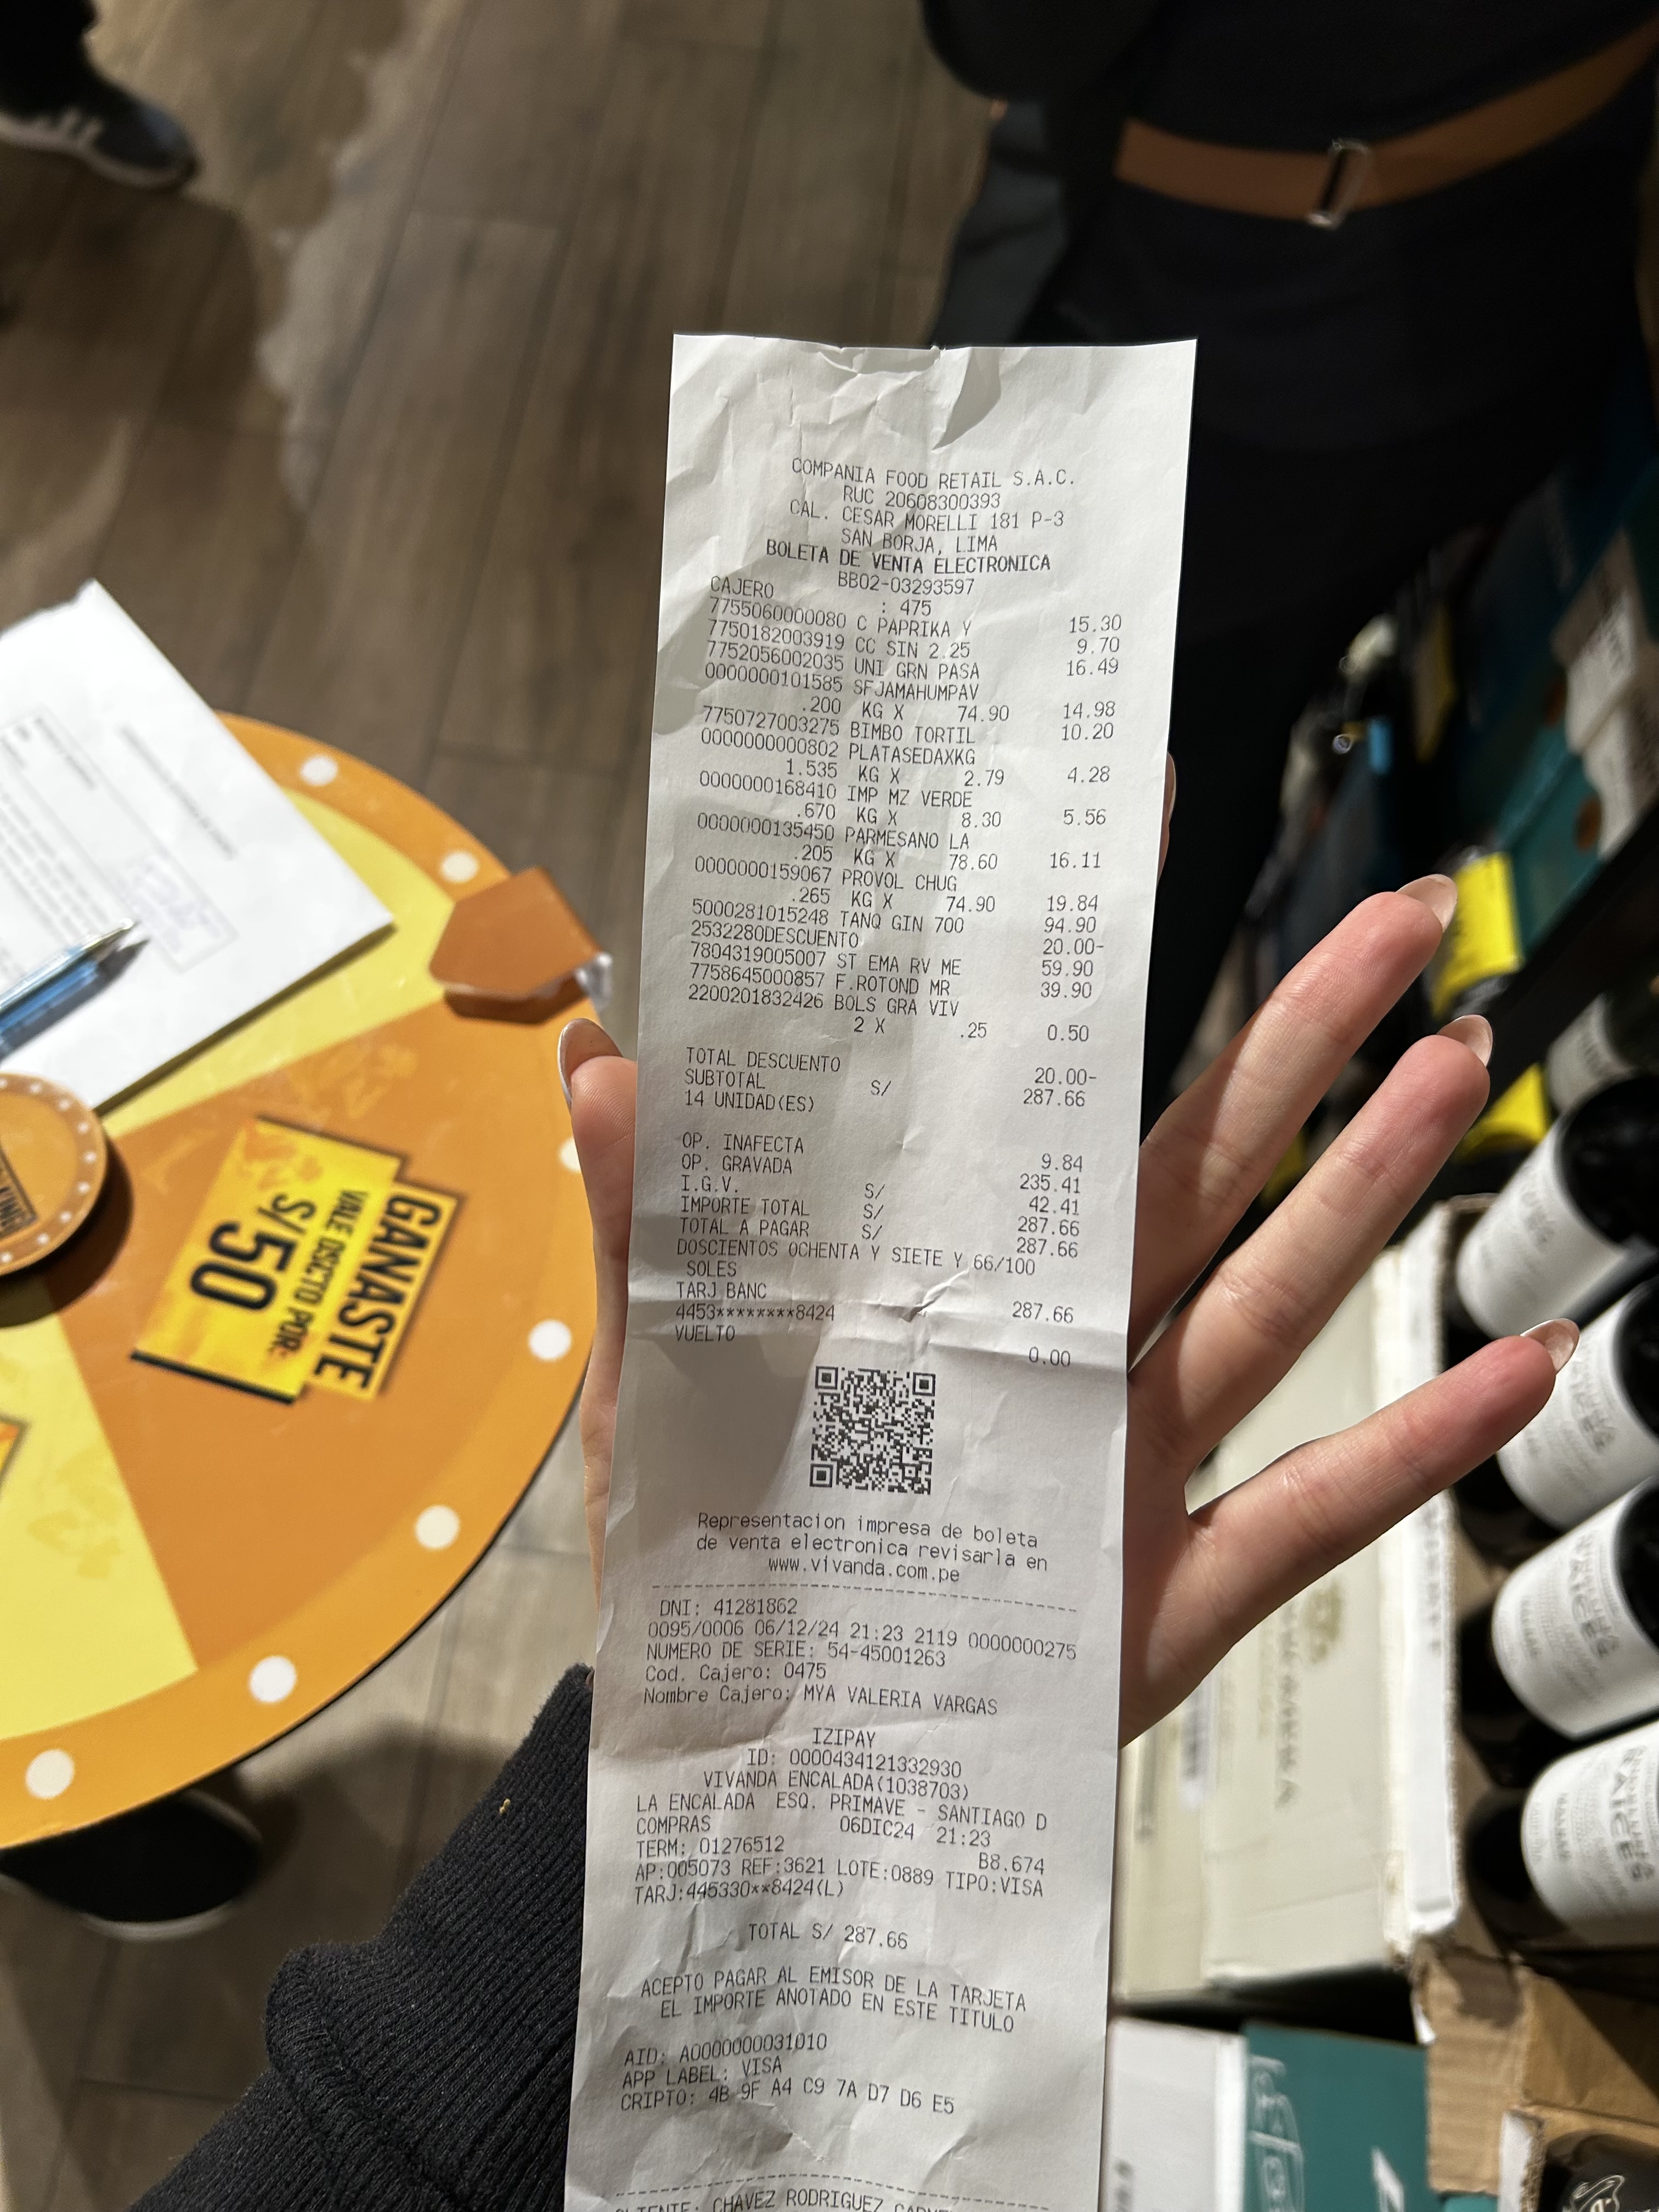 COMPANIA FOOD RETAIL S.A.C.
RUC 20608300393
CAL. CESAR MORELLI 181 P-3
SAN BORJA, LIMA
BOLETA DE VENTA ELECTRONICA
BB02-03293597
CAJERO : 475
7755060000080 C PAPRIKA Y 15.30
7750182003919 CC SIN 2.25 9.70
7752056002035 UNI GRN PASA 16.49
0000000101585 SFJAMAHUMPAV
.200 KG X 74.90 14.98
7750727003275 BIMBO TORTIL 10.20
0000000000802 PLATASEDAXKG
1.535 KG X 2.79 4.28
0000000168410 IMP MZ VERDE
.670 KG X 8.30 5.56
0000000135450 PARMESANO LA
.205 KG X 78.60 16.11
0000000159067 PROVOL CHUG
.265 KG X 74.90 19.84
5000281015248 TANQ GIN 700 94.90
2532280DESCUENTO 20.00-
7804319005007 ST EMA RV ME 59.90
7758645000857 F.ROTOND MR 39.90
2200201832426 BOLS GRA VIV
2 X .25 0.50
TOTAL DESCUENTO 20.00-
SUBTOTAL S/ 287.66
14 UNIDAD(ES)
OP. INAFECTA 9.84
OP. GRAVADA 235.41
I.G.V. S/ 42.41
IMPORTE TOTAL S/ 287.66
TOTAL A PAGAR S/ 287.66
DOSCIENTOS OCHENTA Y SIETE Y 66/100
SOLES
TARJ BANC
4453********8424 287.66
VUELTO 0.00
Representacion impresa de boleta
de venta electronica revisarla en
www.vivanda.com.pe
DNI: 41281862
0095/0006 06/12/24 21:23 2119 0000000275
NUMERO DE SERIE: 54-45001263
Cod. Cajero: 0475
Nombre Cajero: MYA VALERIA VARGAS
IZIPAY
ID: 0000434121332930
VIVANDA ENCALADA(1038703)
LA ENCALADA ESQ. PRIMAVE - SANTIAGO D
COMPRAS 06DIC24 21:23
TERM: 01276512 B8.674
AP:005073 REF:3621 LOTE:0889 TIPO:VISA
TARJ:445330**8424(L)
TOTAL S/ 287.66
ACEPTO PAGAR AL EMISOR DE LA TARJETA
EL IMPORTE ANOTADO EN ESTE TITULO
AID: A0000000031010
APP LABEL: VISA
CRIPTO: 4B 9F A4 C9 7A D7 D6 E5
CHAVEZ RODRIGUEZ
GANASTE
VALE DSCTO POR:
S/50